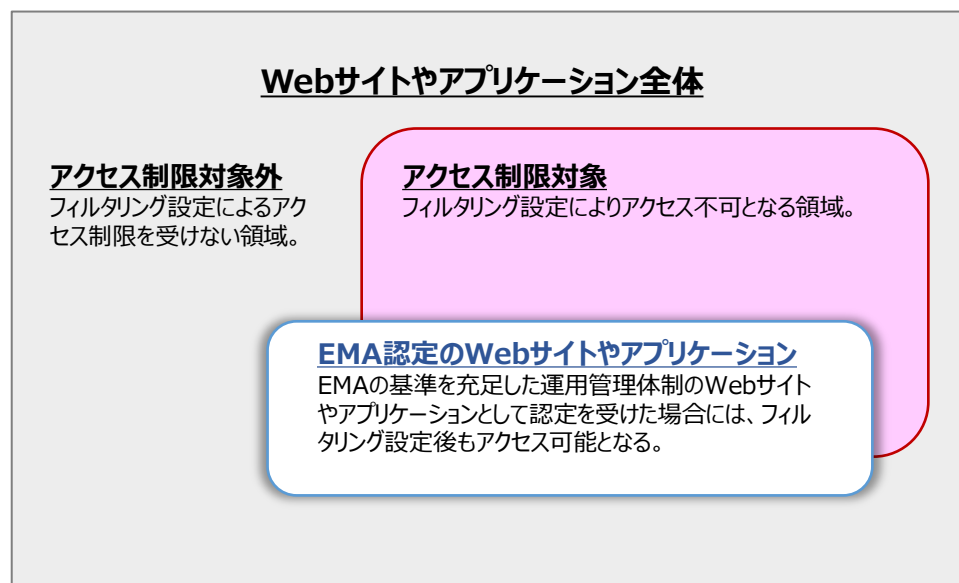 Webサイトやアプリケーション全体
アクセス制限対象外
フィルタリング設定によるアク
セス制限を受けない領域。
アクセス制限対象
フィルタリング設定によりアクセス不可となる領域。
EMA認定のWebサイトやアプリケーション
EMAの基準を充足した運用管理体制のWebサイト
やアプリケーションとして認定を受けた場合には、フィル
タリング設定後もアクセス可能となる。